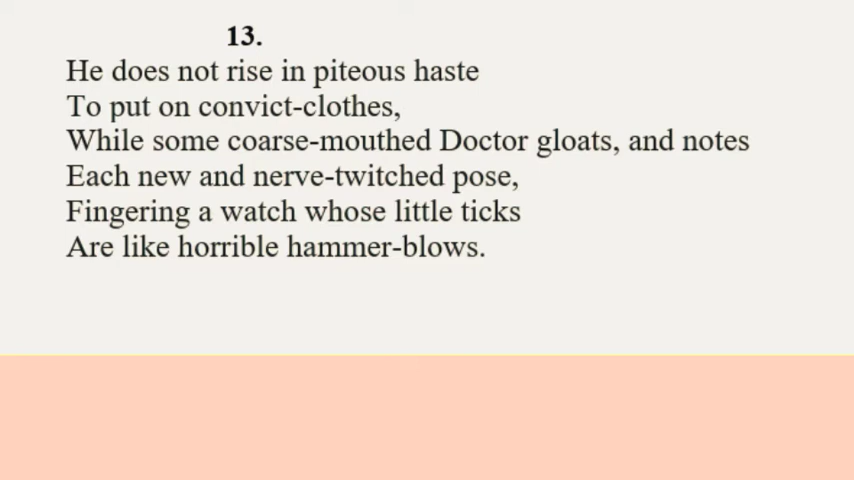 13.
He does not rise in piteous haste
To put on convict-clothes,
While some coarse-mouthed Doctor gloats, and notes
Each new and nerve-twitched pose,
Fingering a watch whose little ticks
Are like horrible hammer-blows.